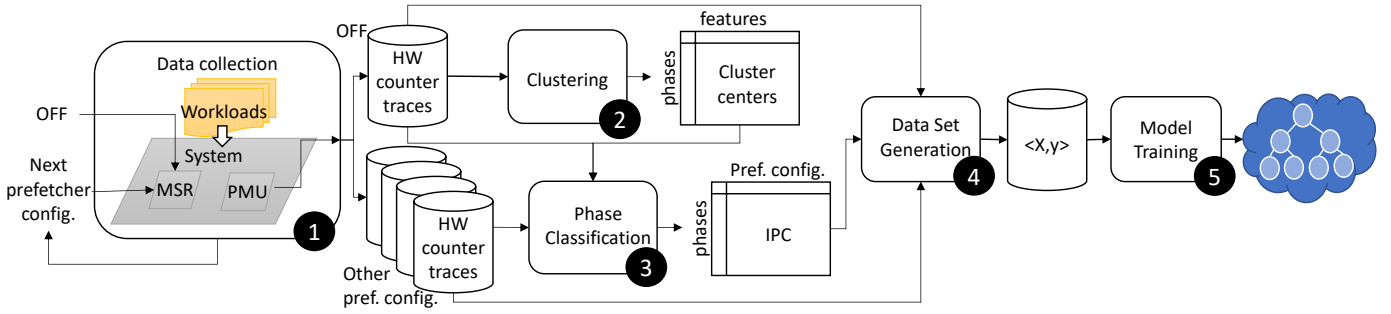 Data collection
Workloads
OFF
System
MSR
PMU
Next
prefetcher
config.
1
OFF
HW
counter
traces
Clustering
2
features
phases
Cluster
centers
HW
counter
traces
Other
pref. config.
Phase
Classification
3
Pref. config.
phases
IPC
Data Set
Generation
4
<X,y>
Model
Training
5